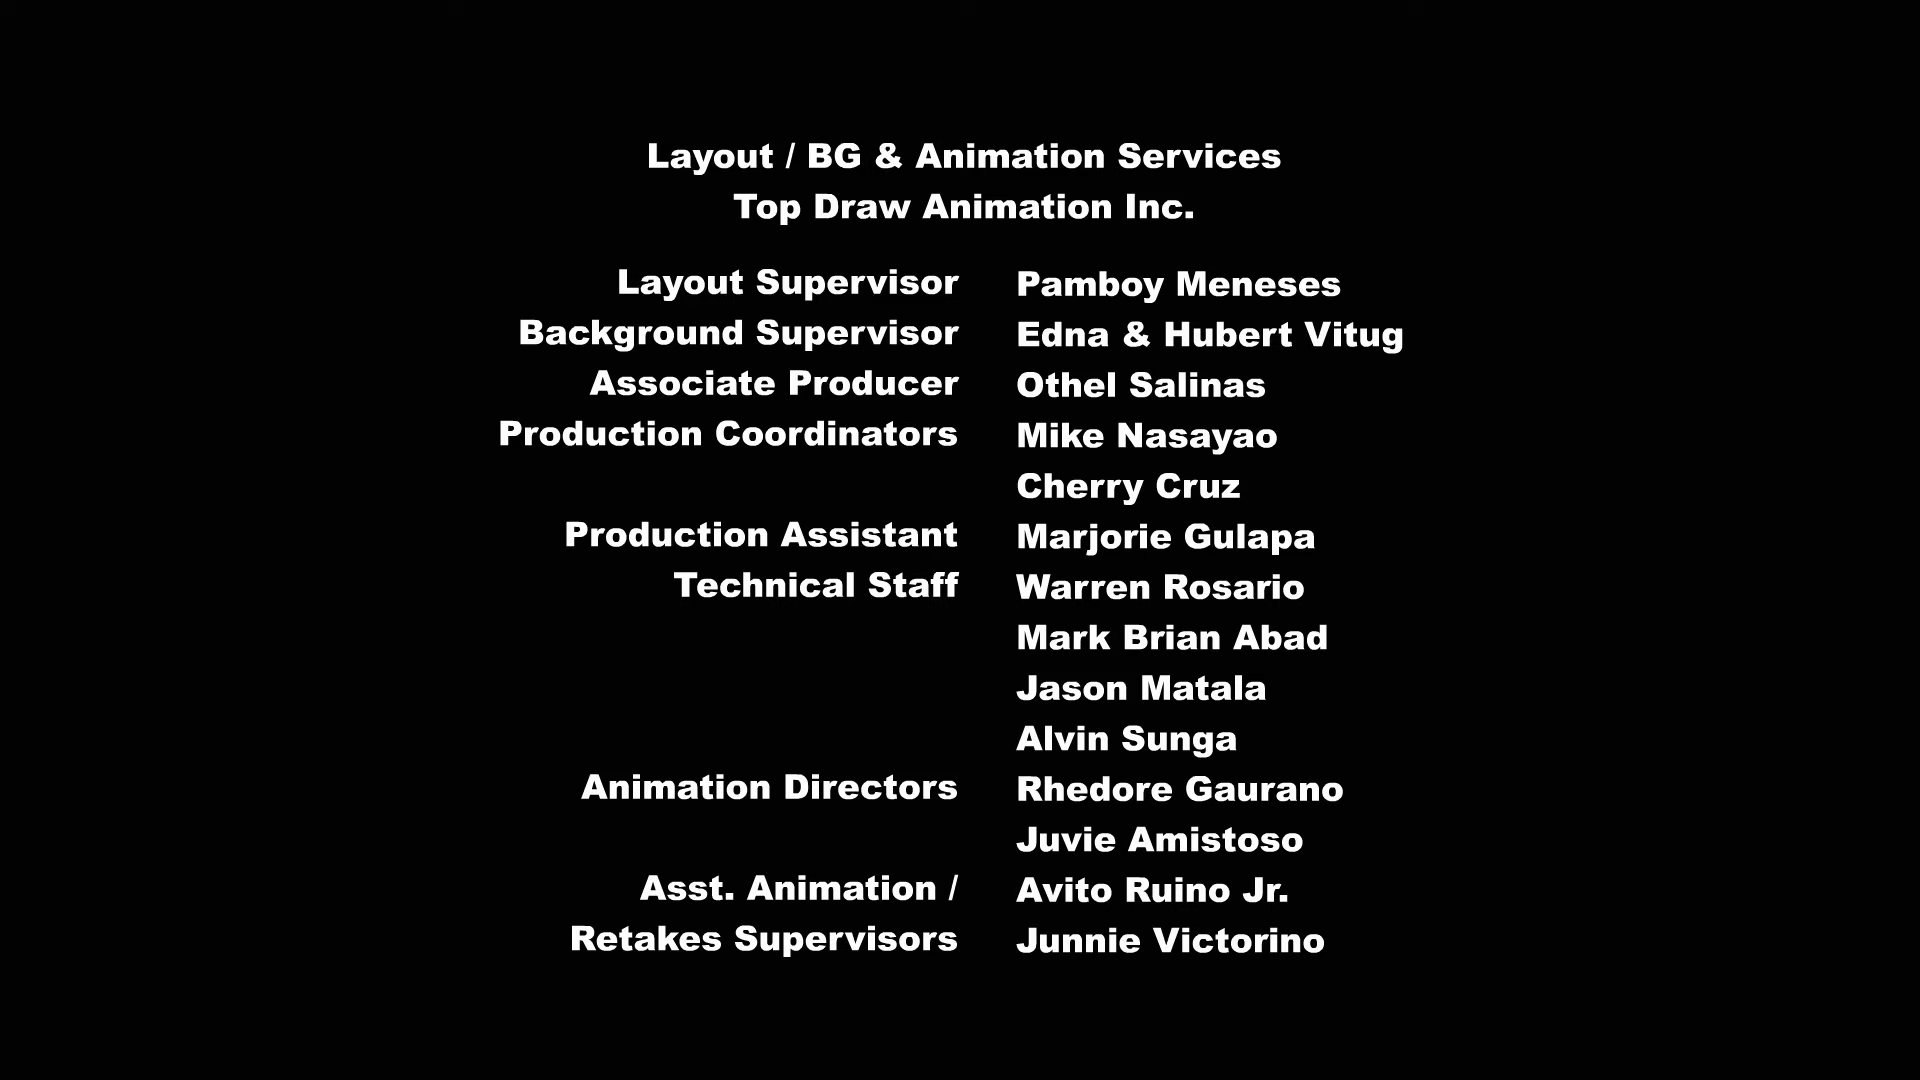 Layout / BG & Animation Services
Top Draw Animation Inc.
Layout Supervisor Pamboy Meneses
Background Supervisor Edna & Hubert Vitug
Associate Producer Othel Salinas
Production Coordinators Mike Nasayao
Cherry Cruz
Production Assistant Marjorie Gulapa
Technical Staff Warren Rosario
Mark Brian Abad
Jason Matala
Alvin Sunga
Animation Directors Rhedore Gaurano
Juvie Amistoso
Asst. Animation / Avito Ruino Jr.
Retakes Supervisors Junnie Victorino